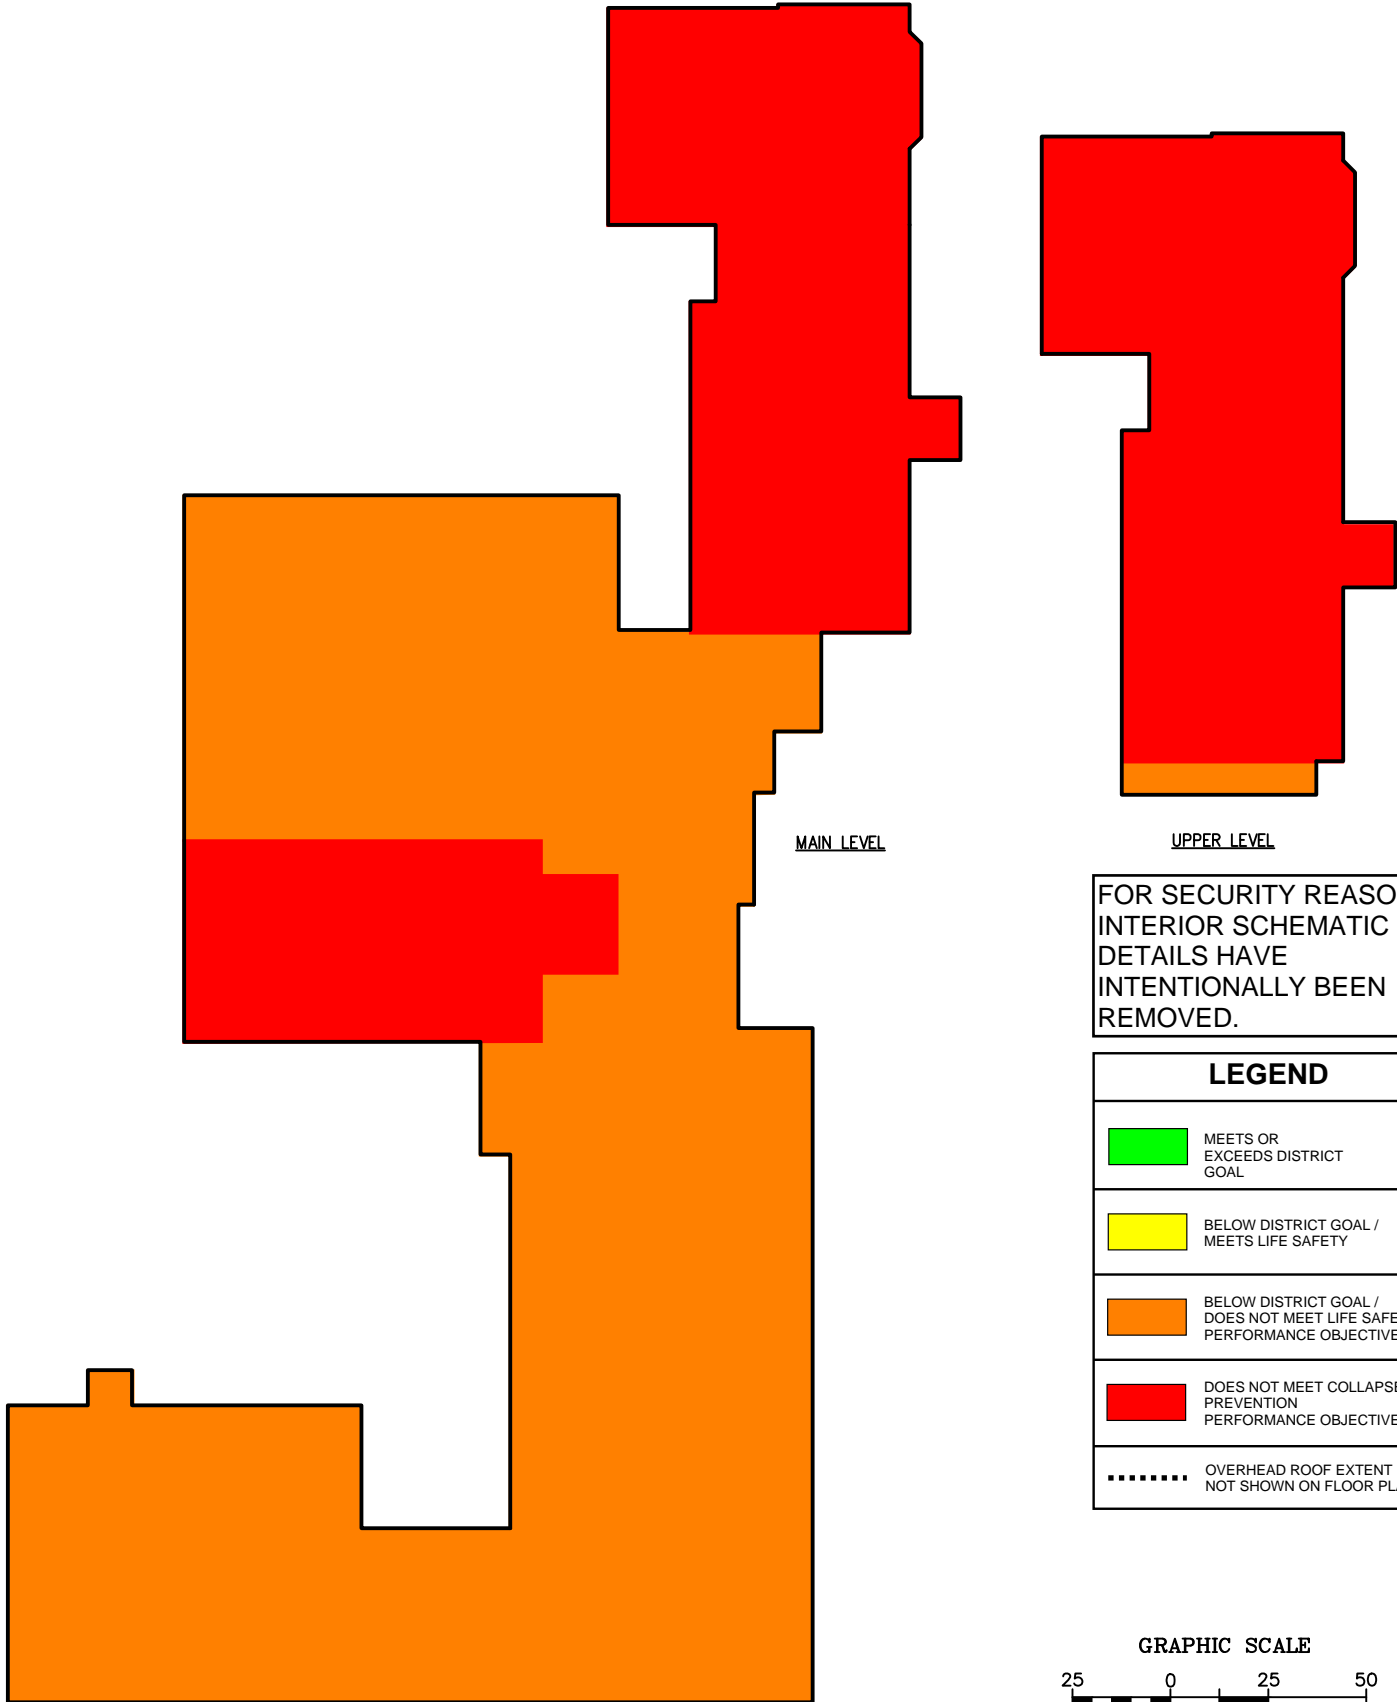 MAIN LEVEL
UPPER LEVEL
FOR SECURITY REASO
INTERIOR SCHEMATIC
DETAILS HAVE
INTENTIONALLY BEEN
REMOVED.
LEGEND
MEETS OR
EXCEEDS DISTRICT
GOAL
BELOW DISTRICT GOAL /
MEETS LIFE SAFETY
BELOW DISTRICT GOAL /
DOES NOT MEET LIFE SAFE
PERFORMANCE OBJECTIVE
DOES NOT MEET COLLAPSE
PREVENTION
PERFORMANCE OBJECTIVE
OVERHEAD ROOF EXTENT
NOT SHOWN ON FLOOR PLA
GRAPHIC SCALE
25 0 25 50